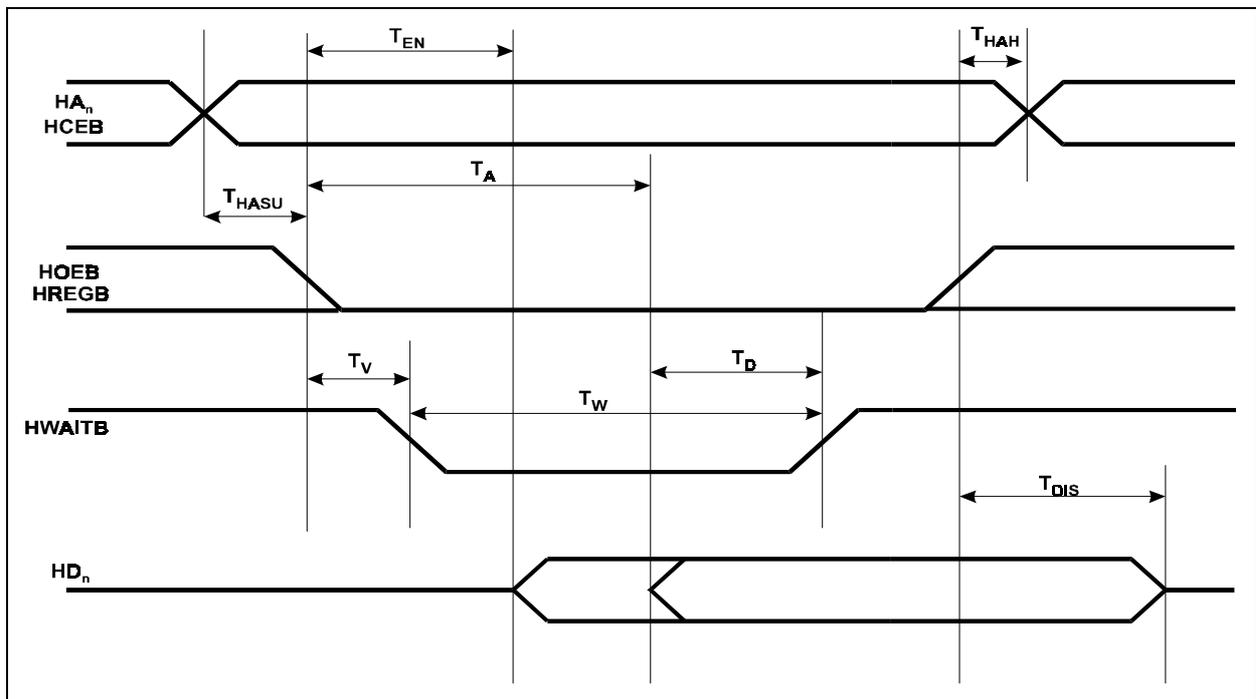 T_EN
T_HAH
HA_n
HCEB
T_A
T_HASU
HOEB
HREGB
T_V
T_D
T_W
HWAITB
T_DIS
HD_n